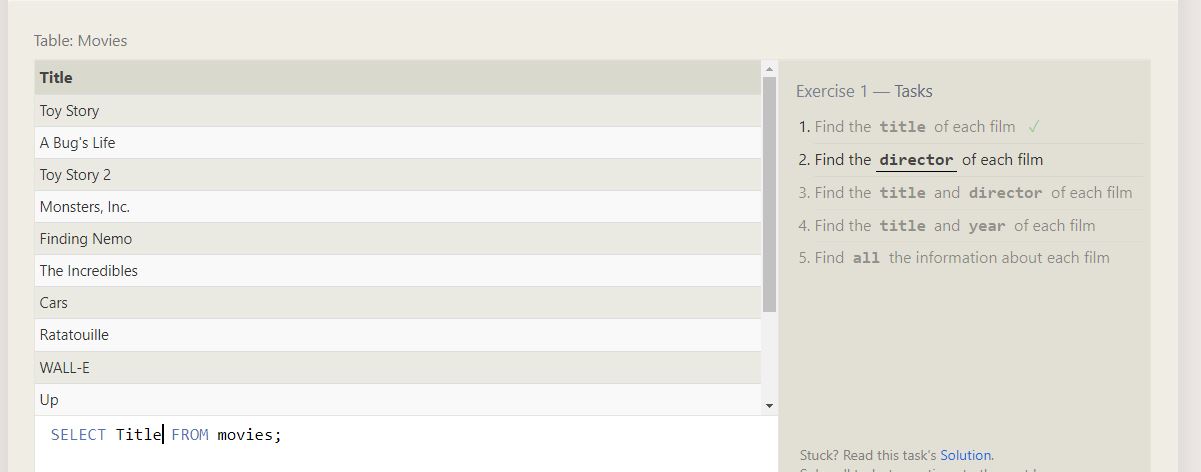 Table: Movies
Title
Toy Story
A Bug's Life
Toy Story 2
Monsters, Inc.
Finding Nemo
The Incredibles
Cars
Ratatouille
WALL-E
Up
SELECT Title FROM movies;
Exercise 1 — Tasks
1. Find the title of each film ✓
2. Find the director of each film
3. Find the title and director of each film
4. Find the title and year of each film
5. Find all the information about each film
Stuck? Read this task's Solution.